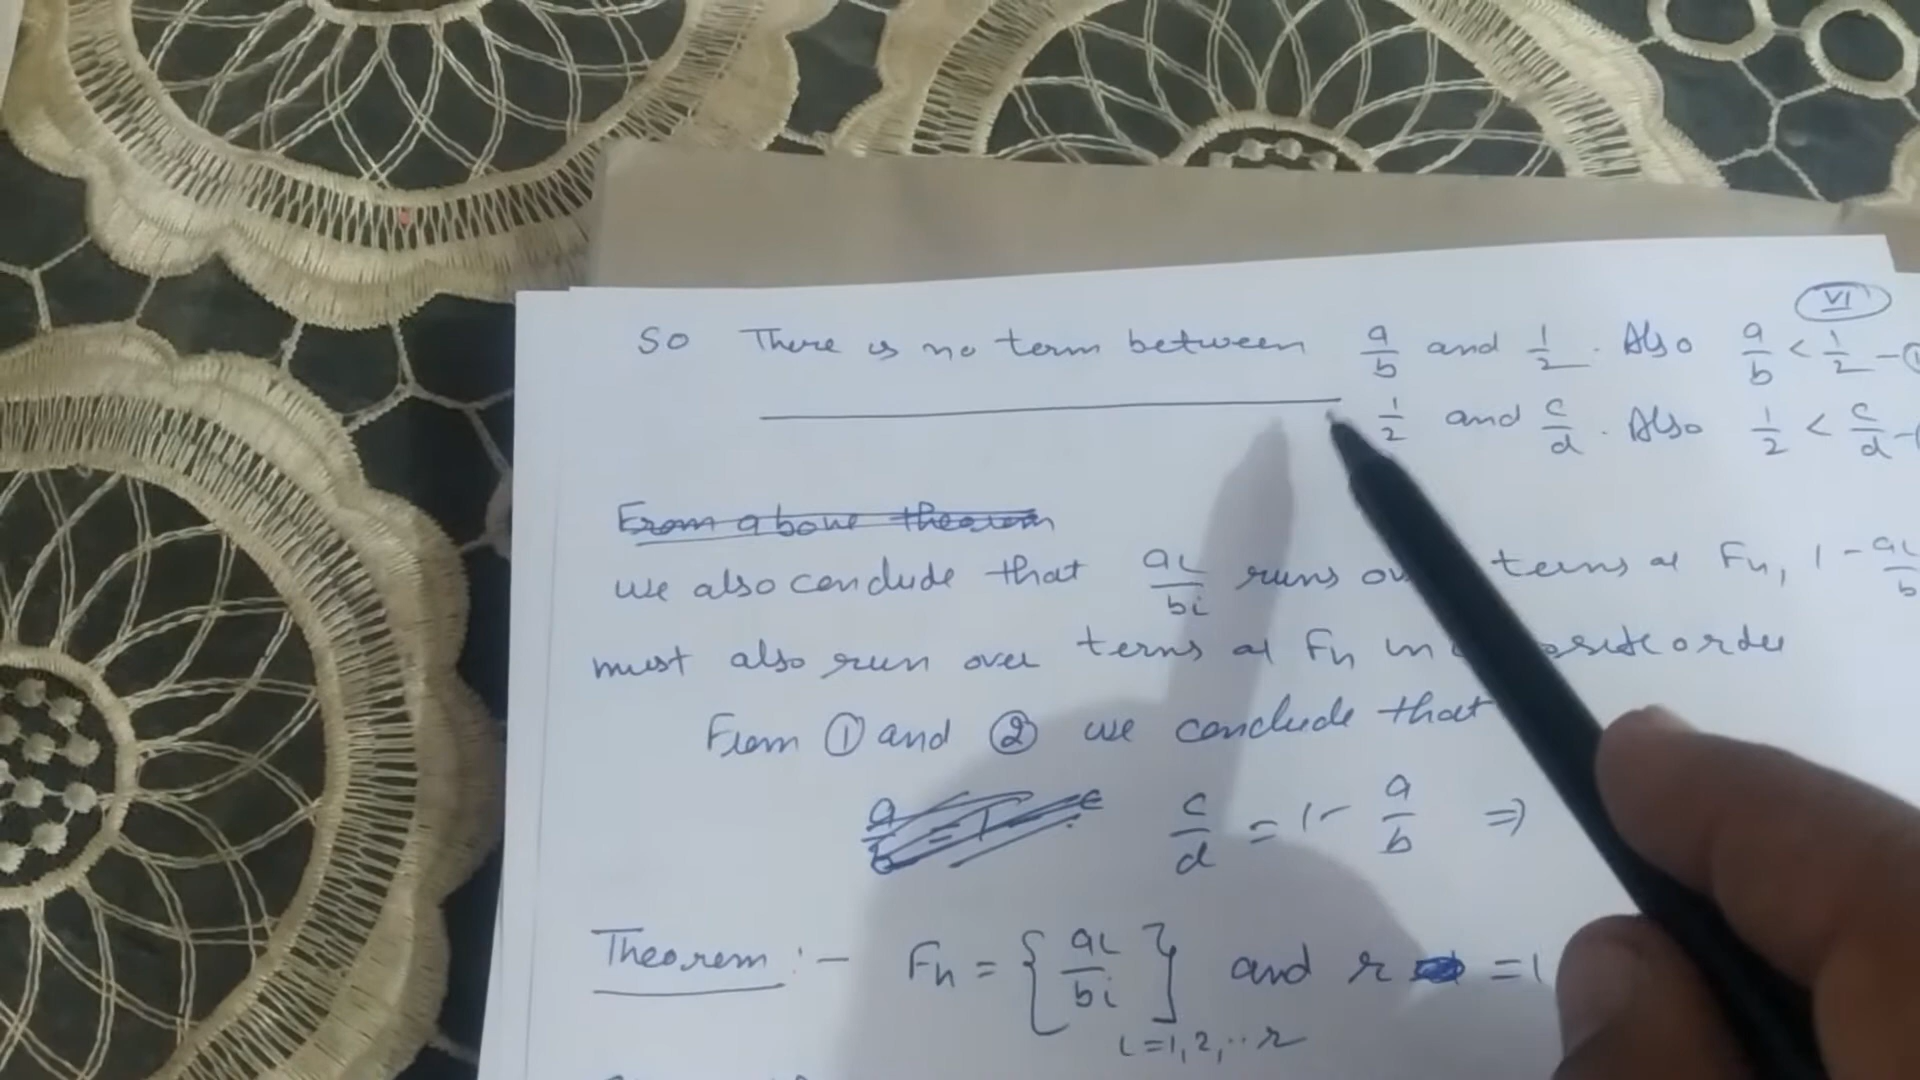 VI
So There is no term between a/b and 1/2. Also a/b < 1/2 - ①
1/2 and c/d. Also 1/2 < c/d -
From above theorem
we also conclude that ai/bi runs terms of Fn, 1 - ai/b
must also run over terms of Fn in order
From ① and ② we conclude that
c/d = 1 - a/b ⇒
Theorem :- Fn = {ai/bi} and r = 1
i=1,2,..r